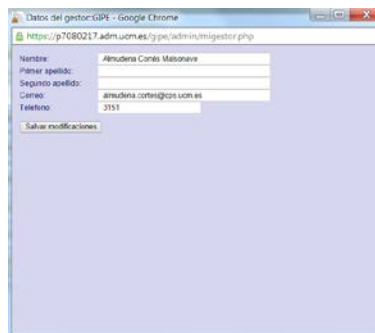 Datos del gestor:GIPE - Google Chrome
https://p7080217.adm.ucm.es/gipe/admin/migestor.php
Nombre: Almudena Cortés Maisonave
Primer apellido:
Segundo apellido:
Correo: almudena.cortes@cps.ucm.es
Telefono: 3151
Salvar modificaciones